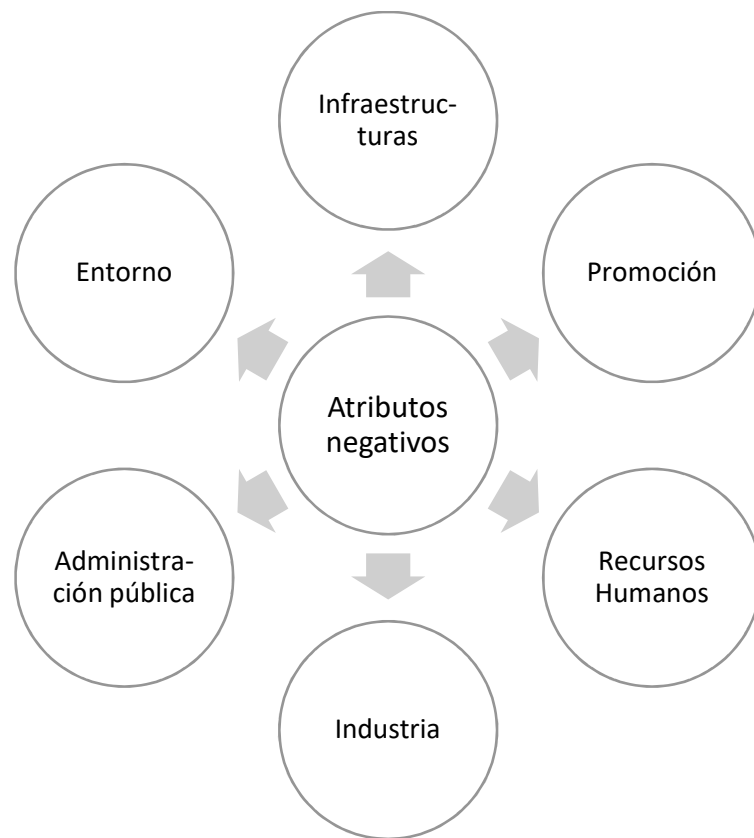 Infraestruc-
turas
Entorno
Promoción
Atributos
negativos
Administra-
ción pública
Recursos
Humanos
Industria